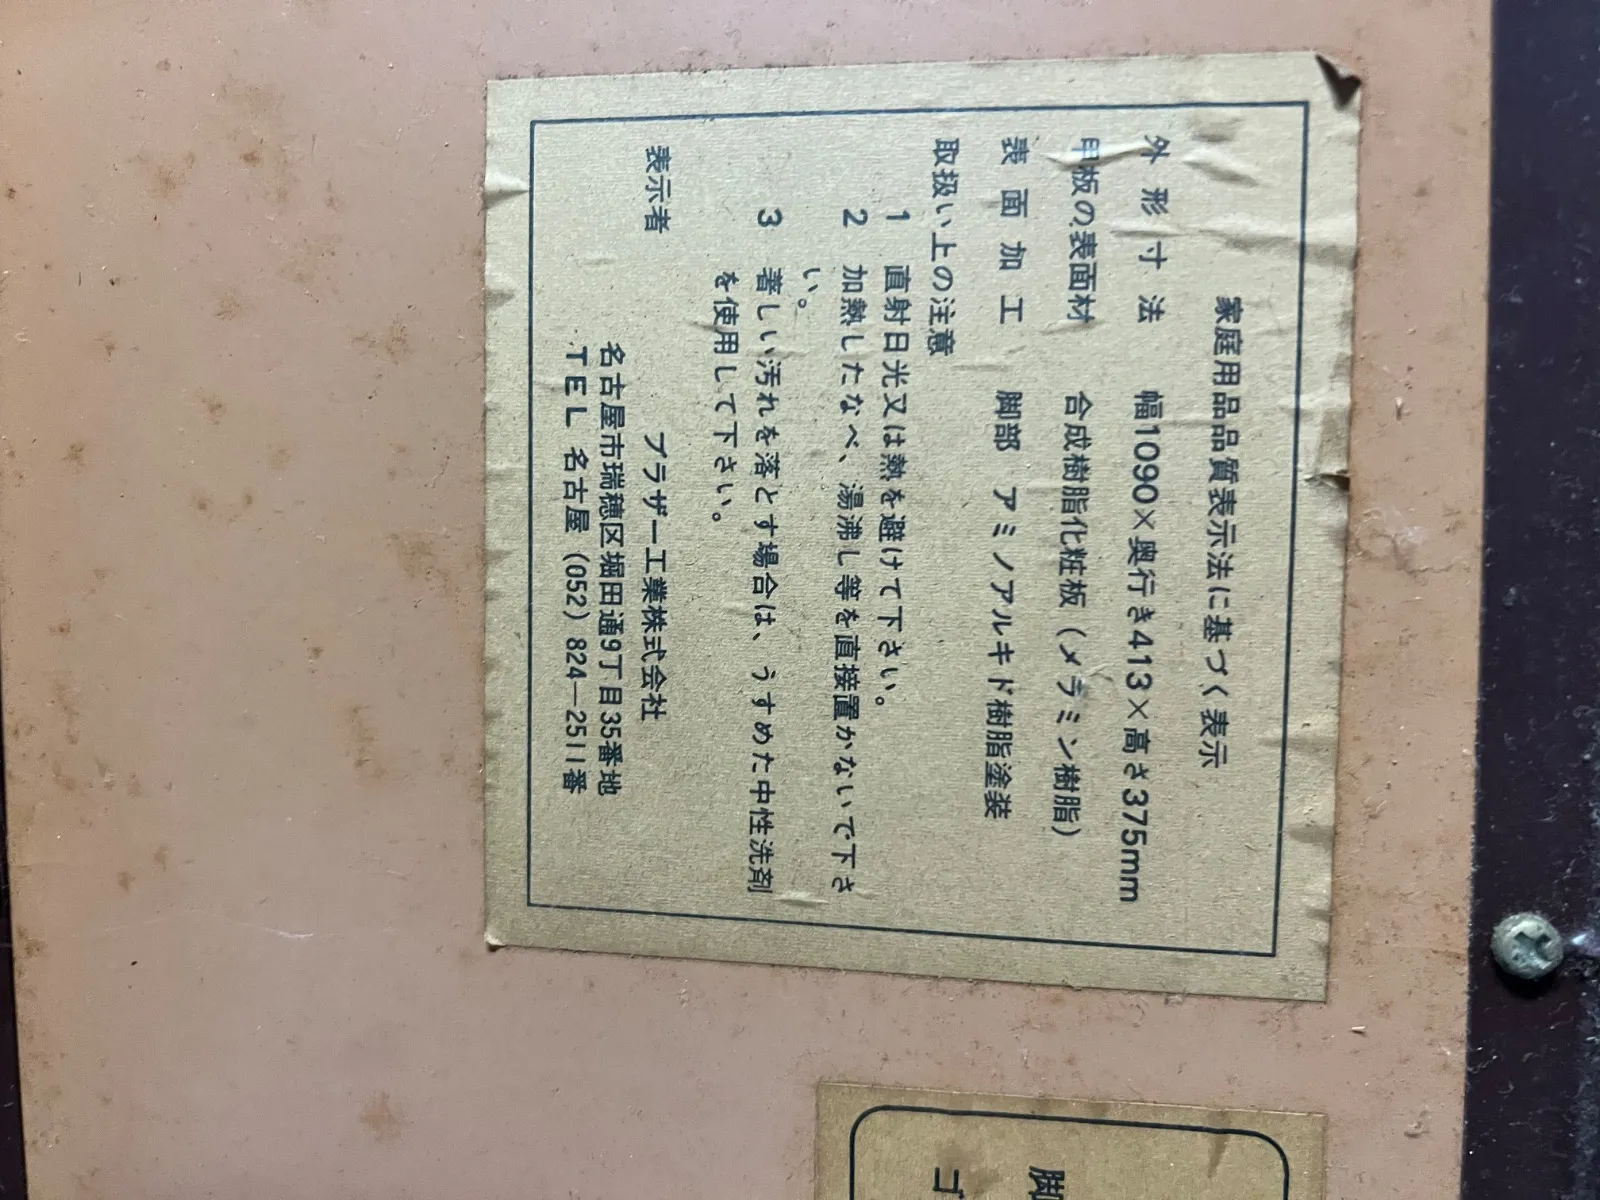 家庭用品品質表示法に基づく表示
外形寸法 幅1090×奥行き413×高さ375mm
甲板の表面材 合成樹脂化粧板(メラミン樹脂)
表面加工 脚部 アミノアルキド樹脂塗装
取扱い上の注意
1 直射日光又は熱を避けて下さい。
2 加熱したなべ、湯沸し等を直接置かないで下さ
い。
3 著しい汚れを落とす場合は、うすめた中性洗剤
を使用して下さい。
表示者 ブラザー工業株式会社
名古屋市瑞穂区堀田通9丁目35番地
TEL 名古屋(052)824—2511番
脚
ゴ